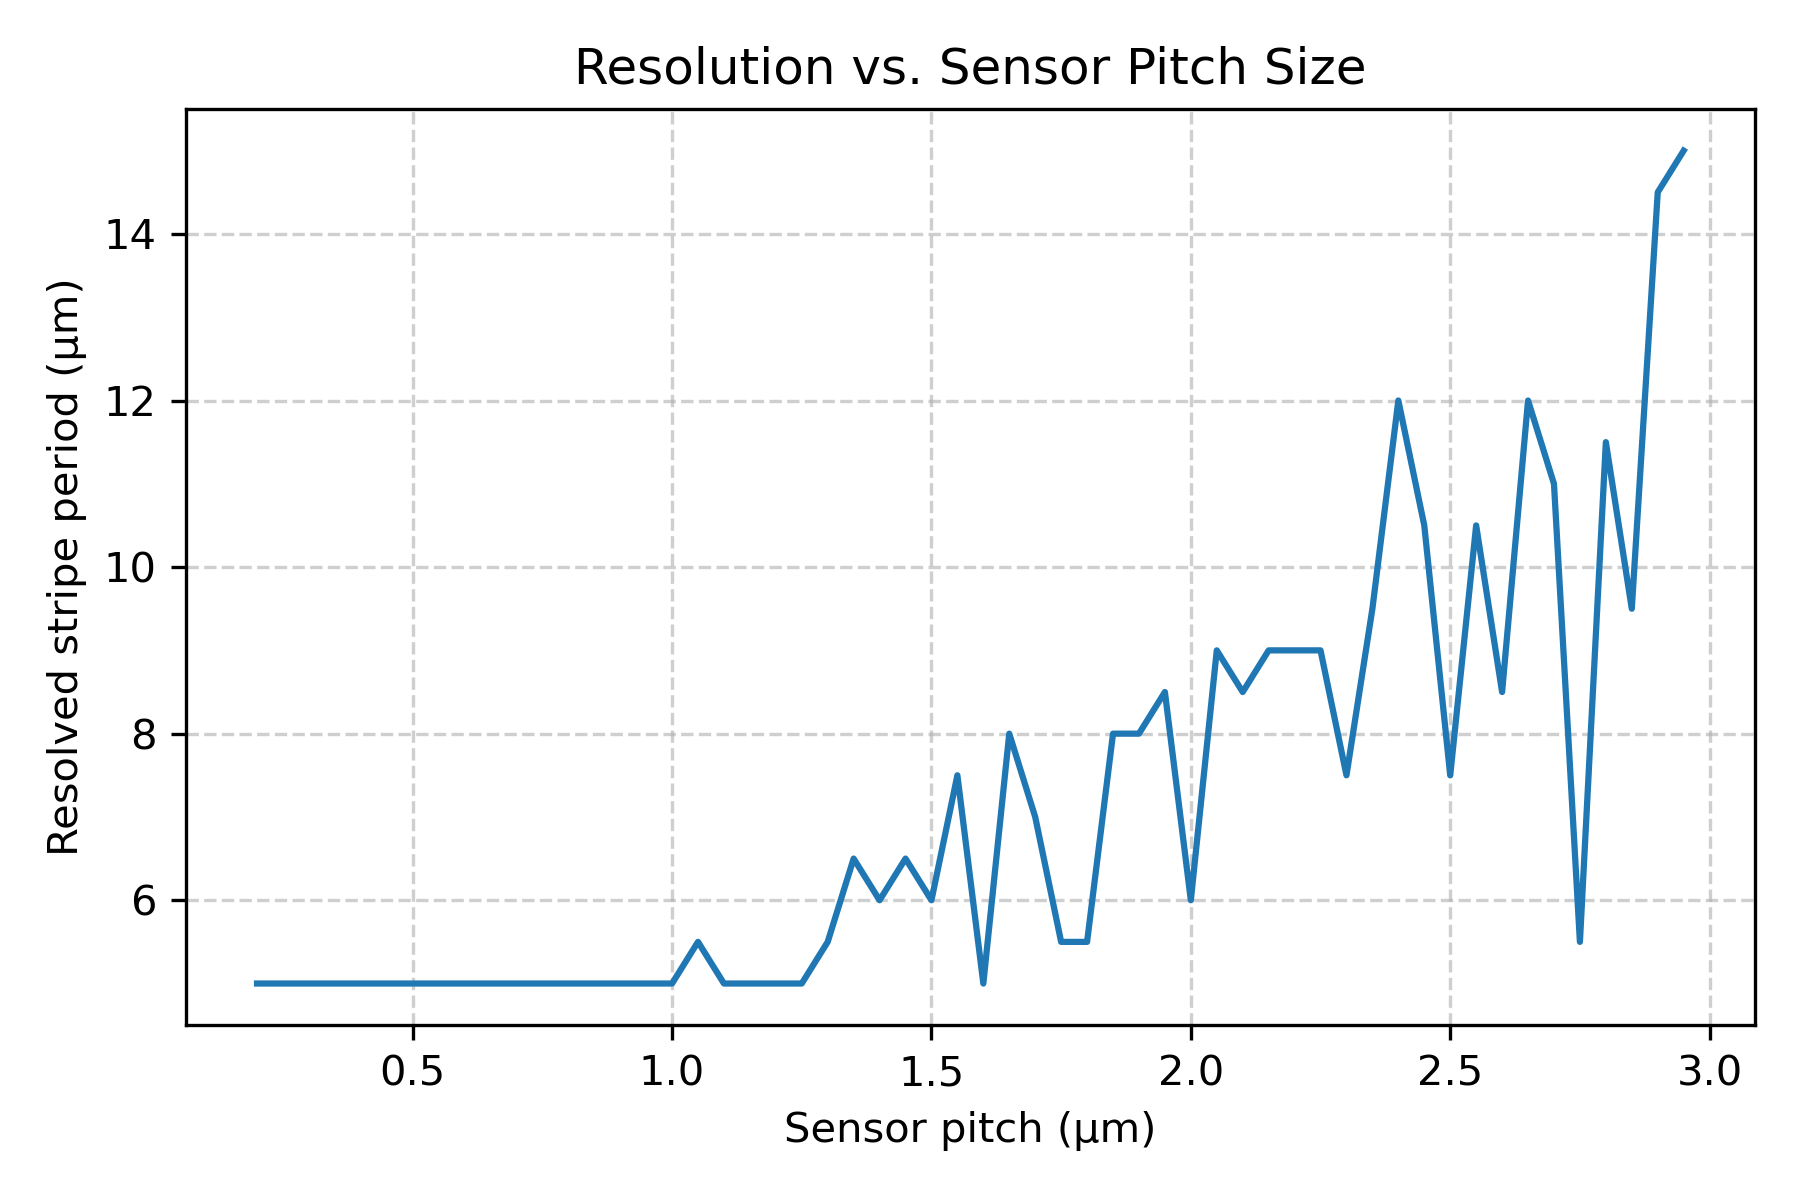 Resolution vs. Sensor Pitch Size
Resolved stripe period (μm)
14
12
10
8
6
0.5 1.0 1.5 2.0 2.5 3.0
Sensor pitch (μm)